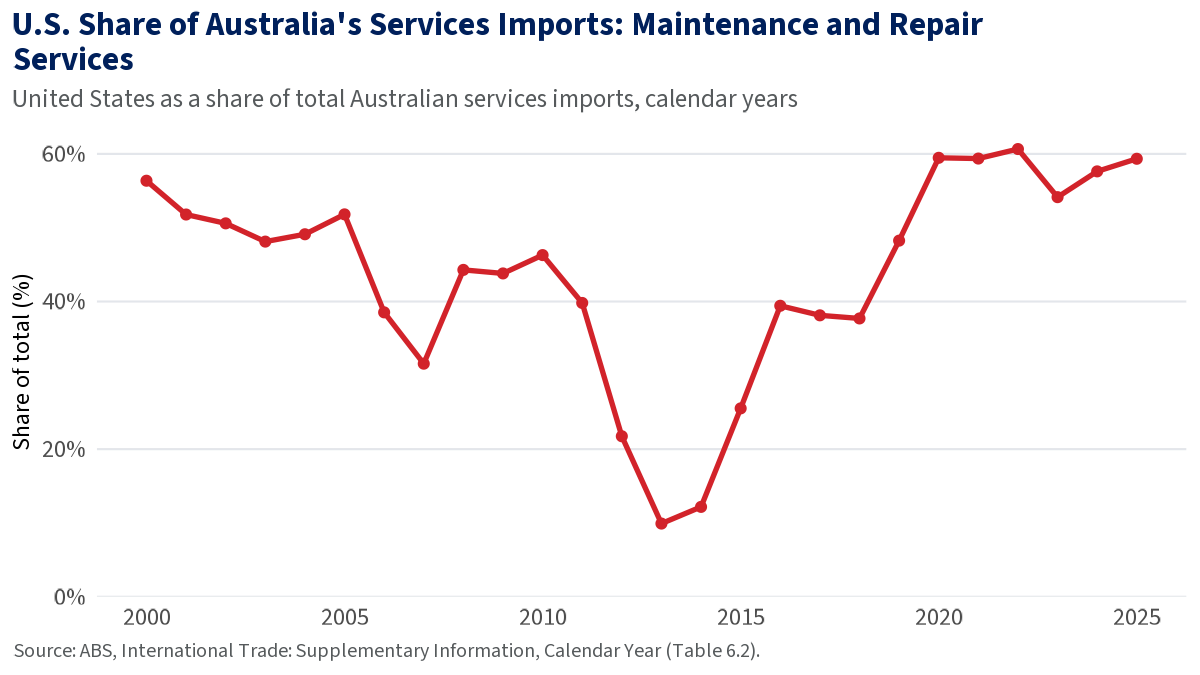 U.S. Share of Australia's Services Imports: Maintenance and Repair
Services
United States as a share of total Australian services imports, calendar years
Share of total (%)
60%
40%
20%
0%
2000 2005 2010 2015 2020 2025
Source: ABS, International Trade: Supplementary Information, Calendar Year (Table 6.2).